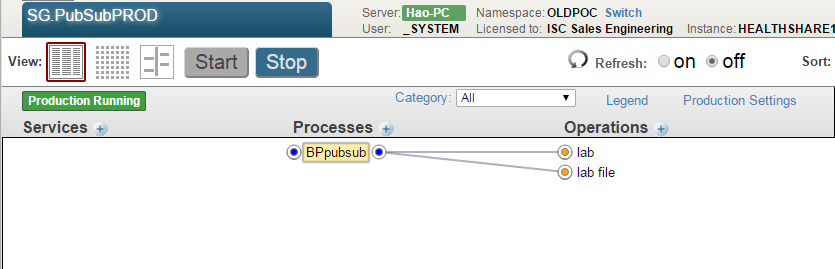 SG.PubSubPROD
Server: Hao-PC Namespace: OLDPOC Switch
User: _SYSTEM Licensed to: ISC Sales Engineering Instance: HEALTHSHARE1
View: Start Stop Refresh: on off Sort:
Production Running Category: All Legend Production Settings
Services Processes Operations
BPpubsub lab
lab file